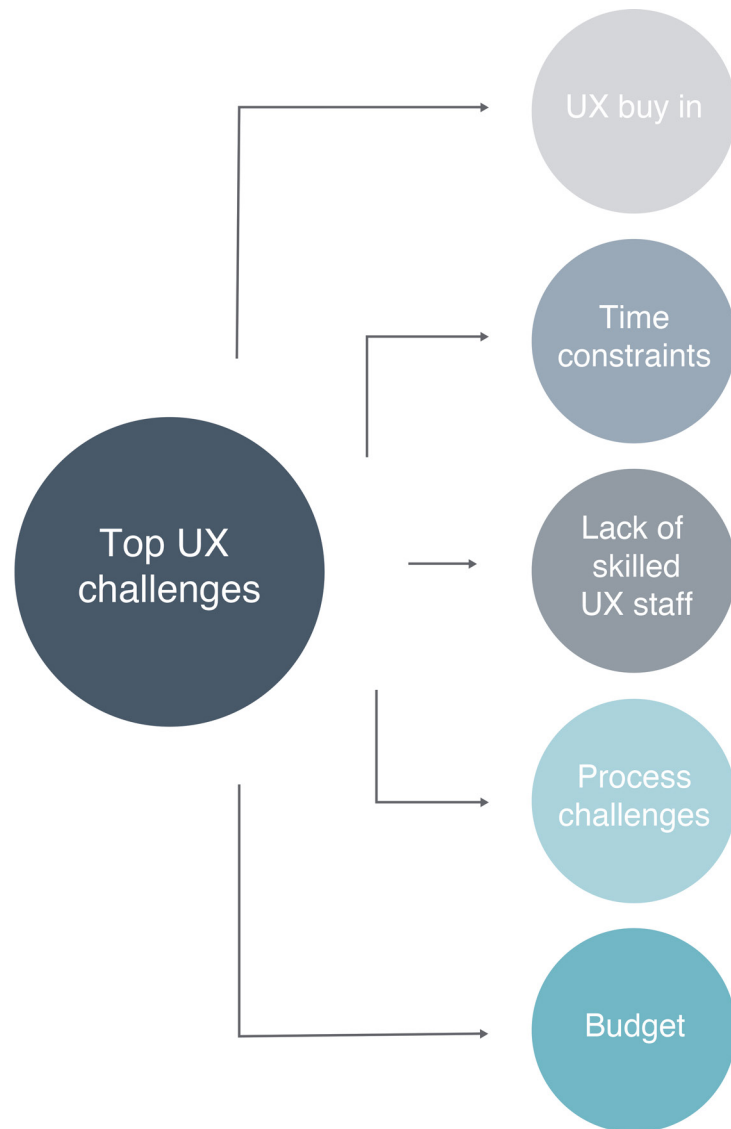 UX buy in
Time
constraints
Top UX
challenges
Lack of
skilled
UX staff
Process
challenges
Budget